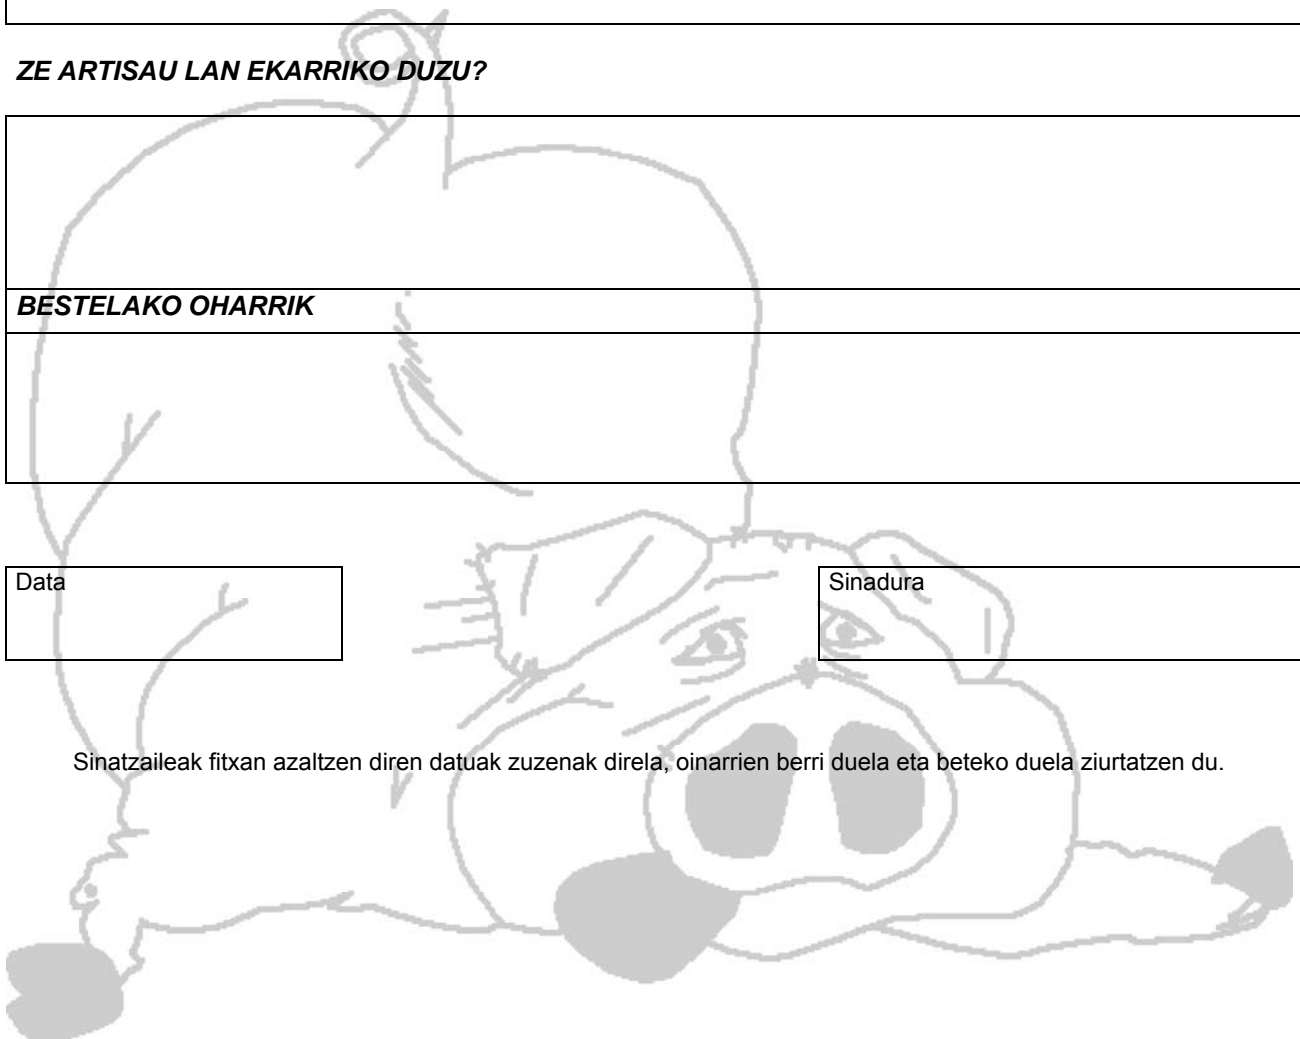 ZE ARTISAU LAN EKARRIKO DUZU?
BESTELAKO OHARRIK
Data
Sinadura
Sinatzaileak fitxan azaltzen diren datuak zuzenak direla, oinarrien berri duela eta beteko duela ziurtatzen du.